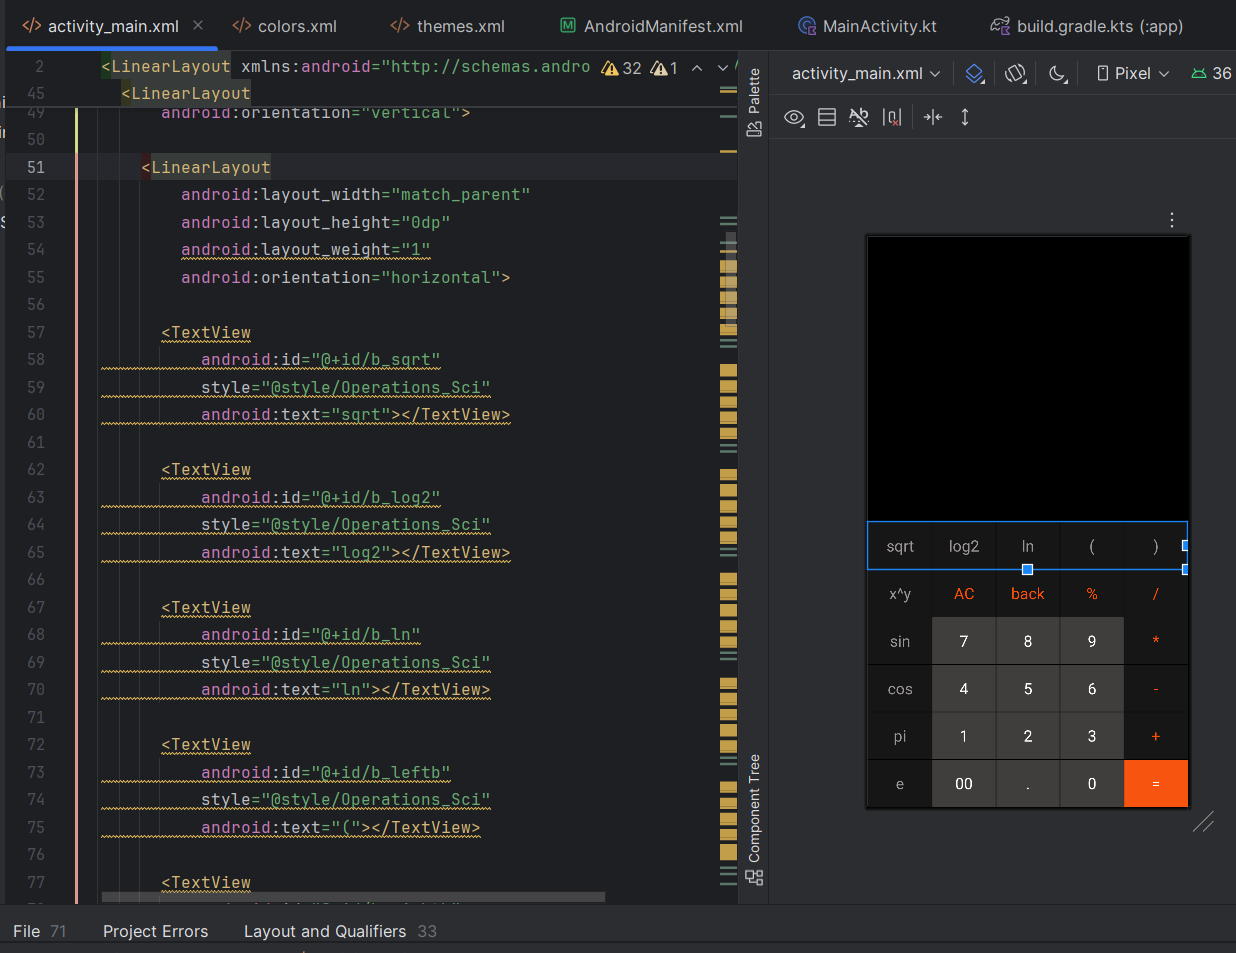 activity_main.xml
colors.xml
themes.xml
AndroidManifest.xml
MainActivity.kt
build.gradle.kts (:app)
2 <LinearLayout xmlns:android="http://schemas.andro 32 1
45 <LinearLayout
49 android:orientation="vertical">
50
51 <LinearLayout
52 android:layout_width="match_parent"
53 android:layout_height="0dp"
54 android:layout_weight="1"
55 android:orientation="horizontal">
56
57 <TextView
58 android:id="@+id/b_sqrt"
59 style="@style/Operations_Sci"
60 android:text="sqrt"></TextView>
61
62 <TextView
63 android:id="@+id/b_log2"
64 style="@style/Operations_Sci"
65 android:text="log2"></TextView>
66
67 <TextView
68 android:id="@+id/b_ln"
69 style="@style/Operations_Sci"
70 android:text="ln"></TextView>
71
72 <TextView
73 android:id="@+id/b_leftb"
74 style="@style/Operations_Sci"
75 android:text="("></TextView>
76
77 <TextView
Palette
Component Tree
activity_main.xml Pixel 36
sqrt log2 ln ( )
x^y AC back % /
sin 7 8 9 *
cos 4 5 6 -
pi 1 2 3 +
e 00 . 0 =
File 71 Project Errors Layout and Qualifiers 33